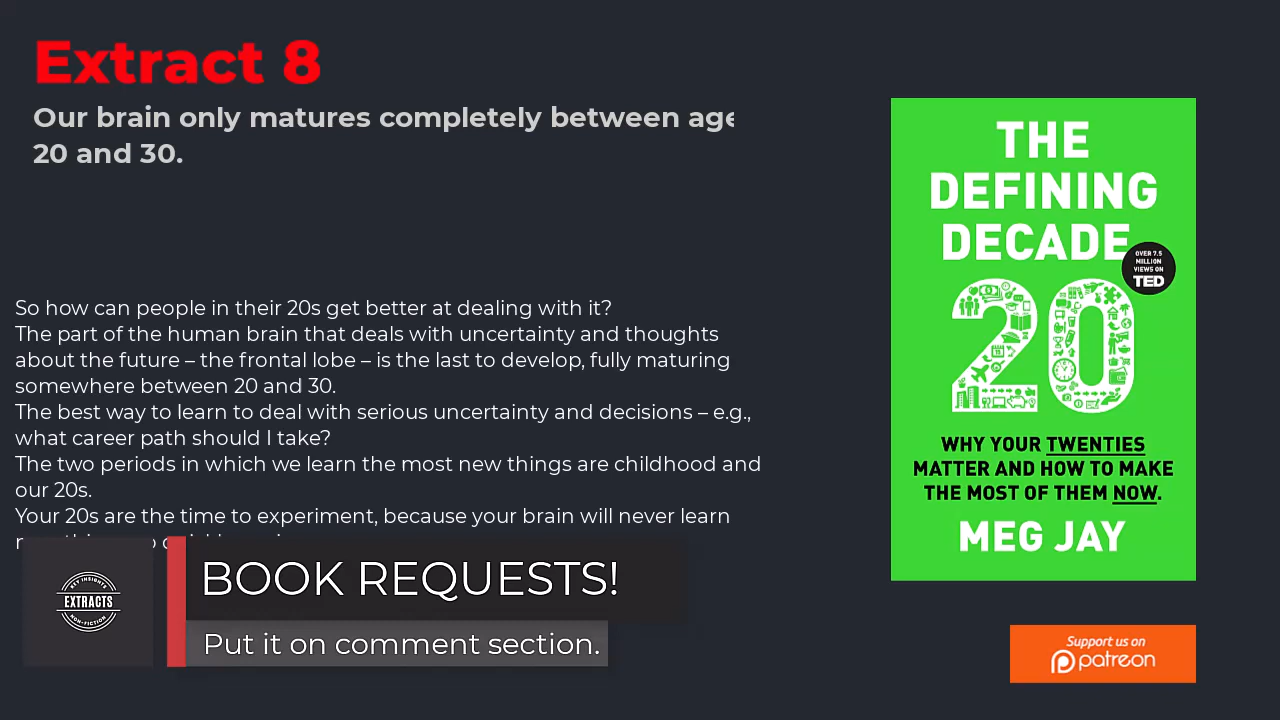 Extract 8
Our brain only matures completely between age
20 and 30.
So how can people in their 20s get better at dealing with it?
The part of the human brain that deals with uncertainty and thoughts
about the future – the frontal lobe – is the last to develop, fully maturing
somewhere between 20 and 30.
The best way to learn to deal with serious uncertainty and decisions – e.g.,
what career path should I take?
The two periods in which we learn the most new things are childhood and
our 20s.
Your 20s are the time to experiment, because your brain will never learn
KEY INSIGHTS
EXTRACTS
NON-FICTION
BOOK REQUESTS!
Put it on comment section.
THE
DEFINING
DECADE
OVER 7.5
MILLION
VIEWS ON
TED
20
WHY YOUR TWENTIES
MATTER AND HOW TO MAKE
THE MOST OF THEM NOW.
MEG JAY
Support us on
patreon